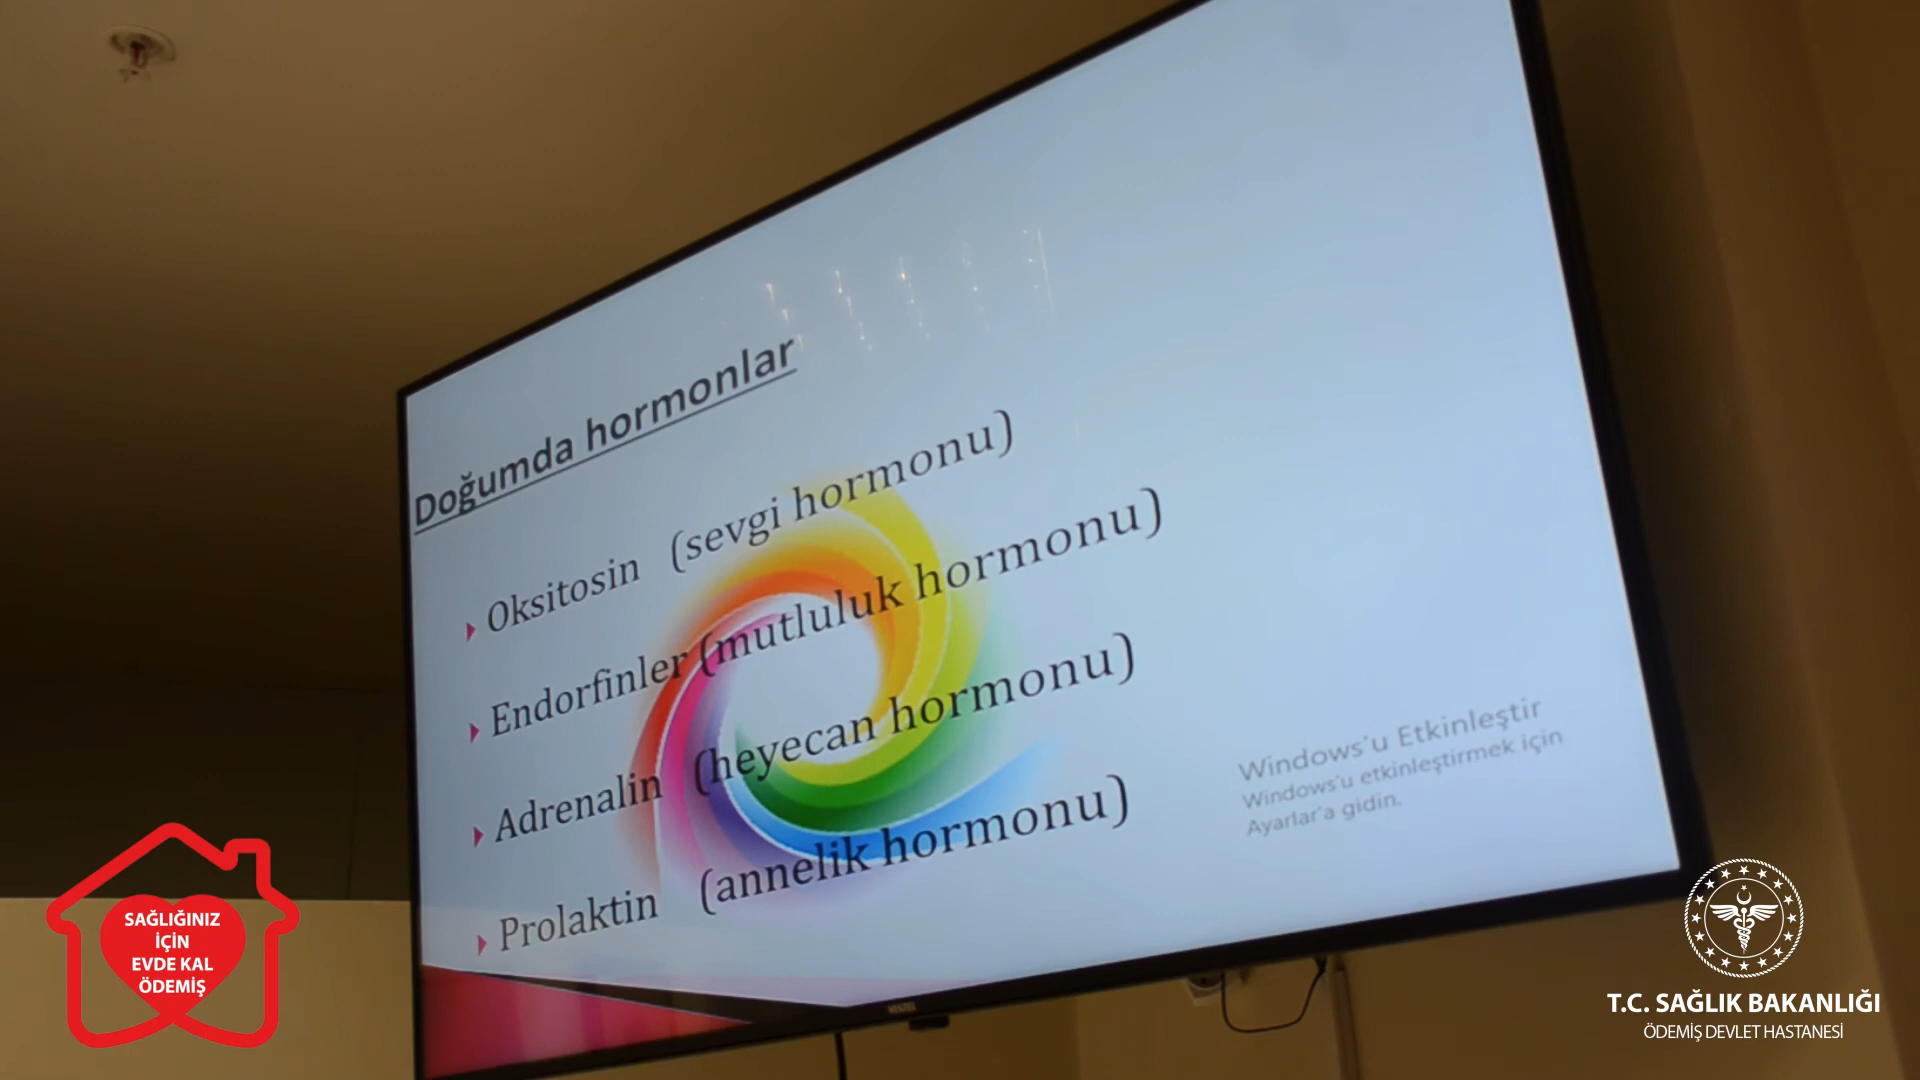 Doğumda hormonlar
Oksitosin (sevgi hormonu)
Endorfinler (mutluluk hormonu)
Adrenalin (heyecan hormonu)
Prolaktin (annelik hormonu)
Windows'u Etkinleştir
Windows'u etkinleştirmek için
Ayarlar'a gidin.
SAĞLIĞINIZ
İÇİN
EVDE KAL
ÖDEMİŞ
T.C. SAĞLIK BAKANLIĞI
ÖDEMİŞ DEVLET HASTANESİ